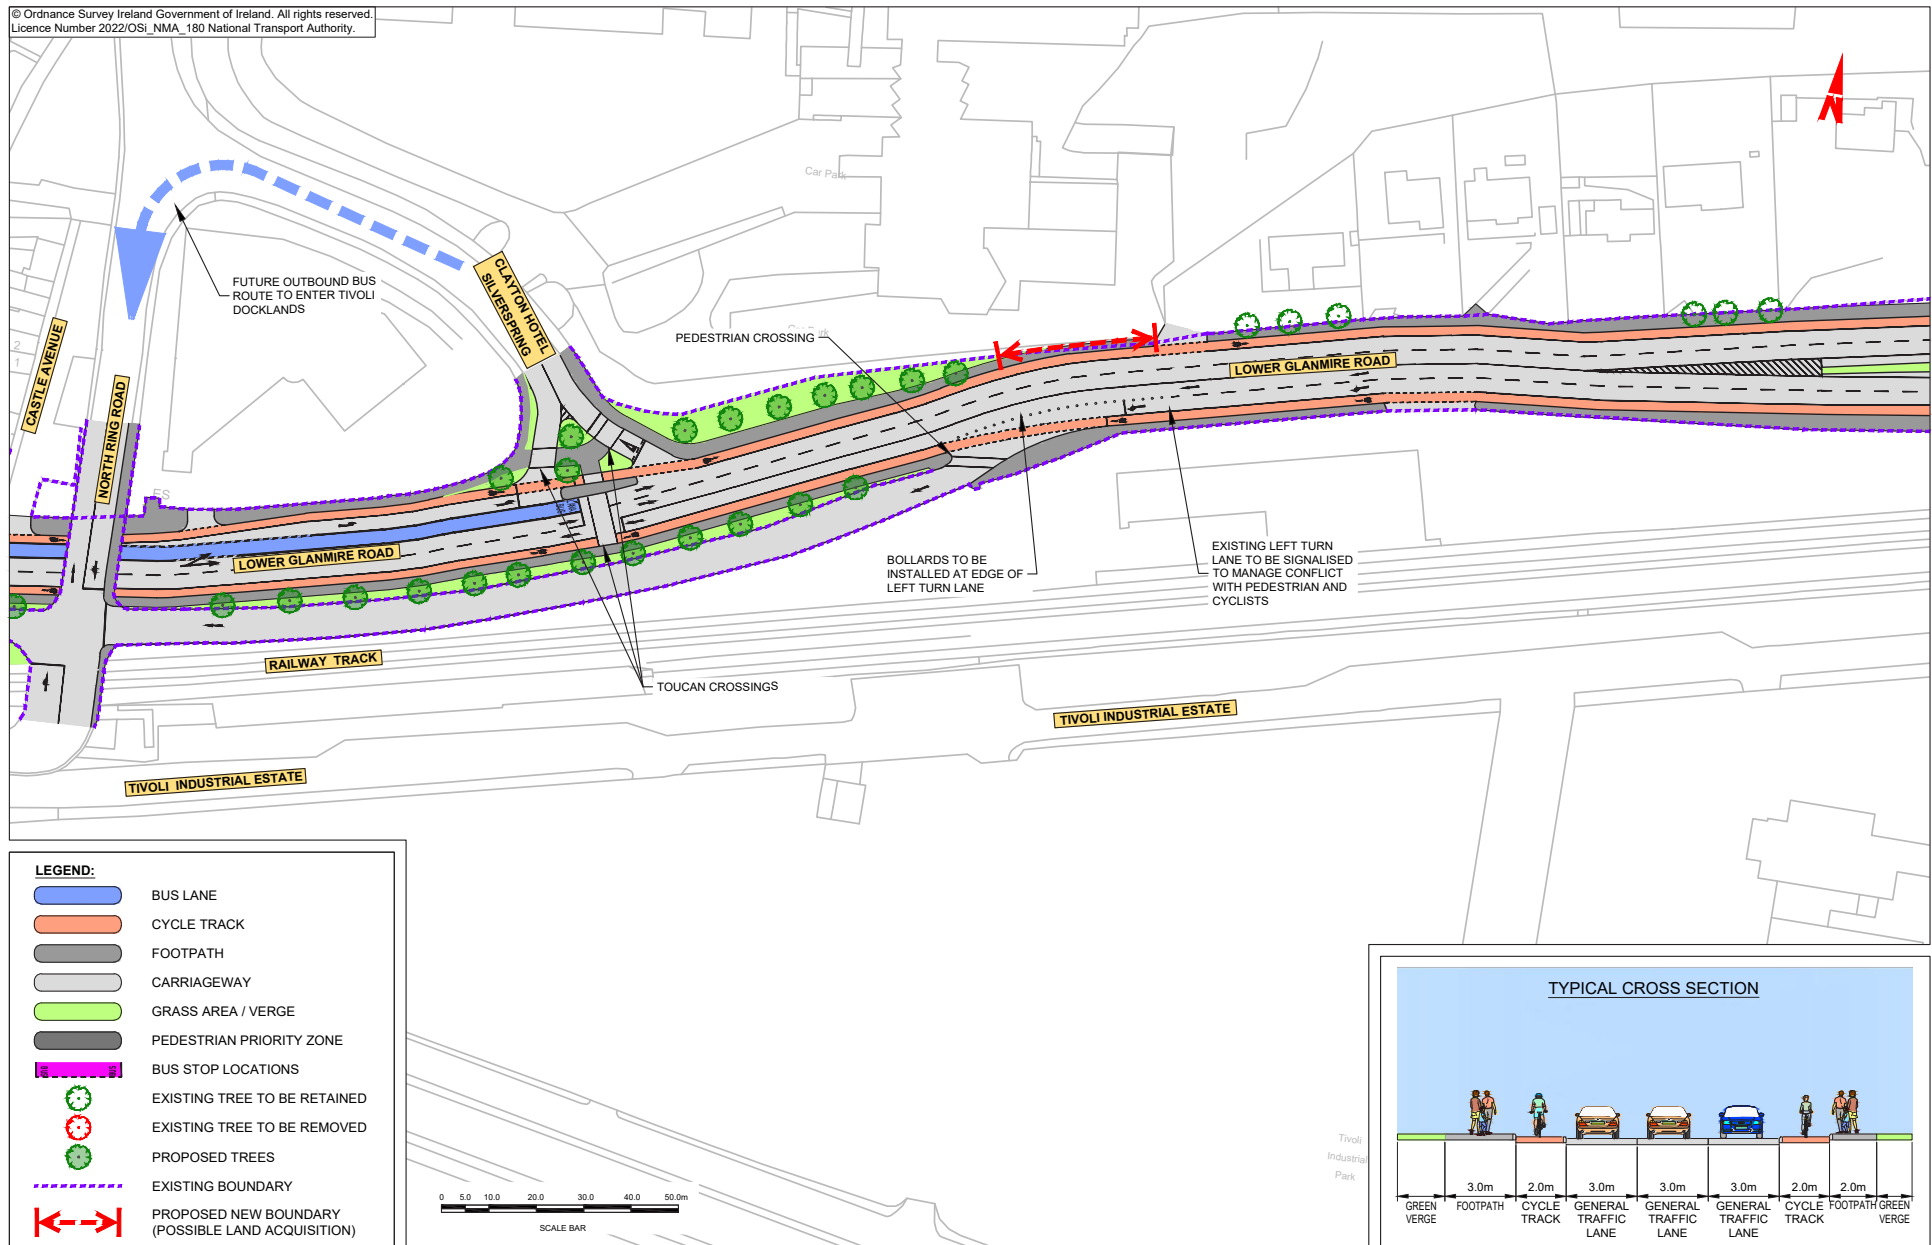 © Ordnance Survey Ireland Government of Ireland. All rights reserved.
Licence Number 2022/OSi_NMA_180 National Transport Authority.
N
Car Park
FUTURE OUTBOUND BUS
ROUTE TO ENTER TIVOLI
DOCKLANDS
CLAYTON HOTEL
SILVERSPRING
CASTLE AVENUE
2
1
NORTH RING ROAD
Car Park
PEDESTRIAN CROSSING
LOWER GLANMIRE ROAD
ES
LOWER GLANMIRE ROAD
BOLLARDS TO BE
INSTALLED AT EDGE OF
LEFT TURN LANE
EXISTING LEFT TURN
LANE TO BE SIGNALISED
TO MANAGE CONFLICT
WITH PEDESTRIAN AND
CYCLISTS
RAILWAY TRACK
TOUCAN CROSSINGS
TIVOLI INDUSTRIAL ESTATE
TIVOLI INDUSTRIAL ESTATE
LEGEND:
BUS LANE
CYCLE TRACK
FOOTPATH
CARRIAGEWAY
GRASS AREA / VERGE
PEDESTRIAN PRIORITY ZONE
BUS STOP LOCATIONS
EXISTING TREE TO BE RETAINED
EXISTING TREE TO BE REMOVED
PROPOSED TREES
EXISTING BOUNDARY
PROPOSED NEW BOUNDARY
(POSSIBLE LAND ACQUISITION)
0 5.0 10.0 20.0 30.0 40.0 50.0m
SCALE BAR
Tivoli
Industrial
Park
TYPICAL CROSS SECTION
3.0m 2.0m 3.0m 3.0m 3.0m 2.0m 2.0m
GREEN VERGE
FOOTPATH
CYCLE TRACK
GENERAL TRAFFIC LANE
GENERAL TRAFFIC LANE
GENERAL TRAFFIC LANE
CYCLE TRACK
FOOTPATH
GREEN VERGE